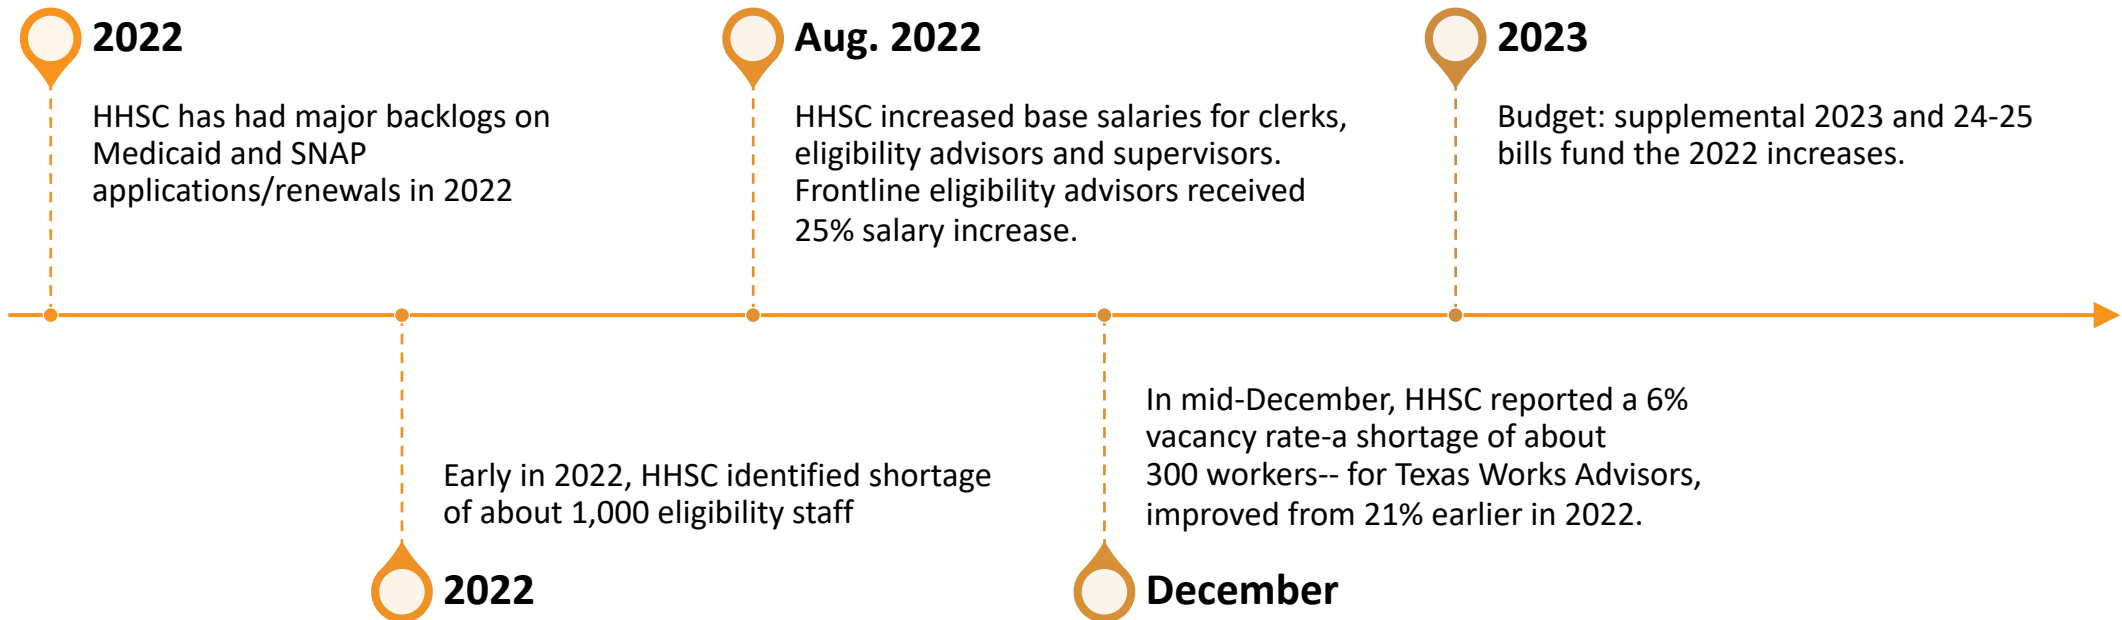 2022
HHSC has had major backlogs on
Medicaid and SNAP
applications/renewals in 2022
Early in 2022, HHSC identified shortage
of about 1,000 eligibility staff
2022
Aug. 2022
HHSC increased base salaries for clerks,
eligibility advisors and supervisors.
Frontline eligibility advisors received
25% salary increase.
In mid-December, HHSC reported a 6%
vacancy rate-a shortage of about
300 workers-- for Texas Works Advisors,
improved from 21% earlier in 2022.
December
2023
Budget: supplemental 2023 and 24-25
bills fund the 2022 increases.